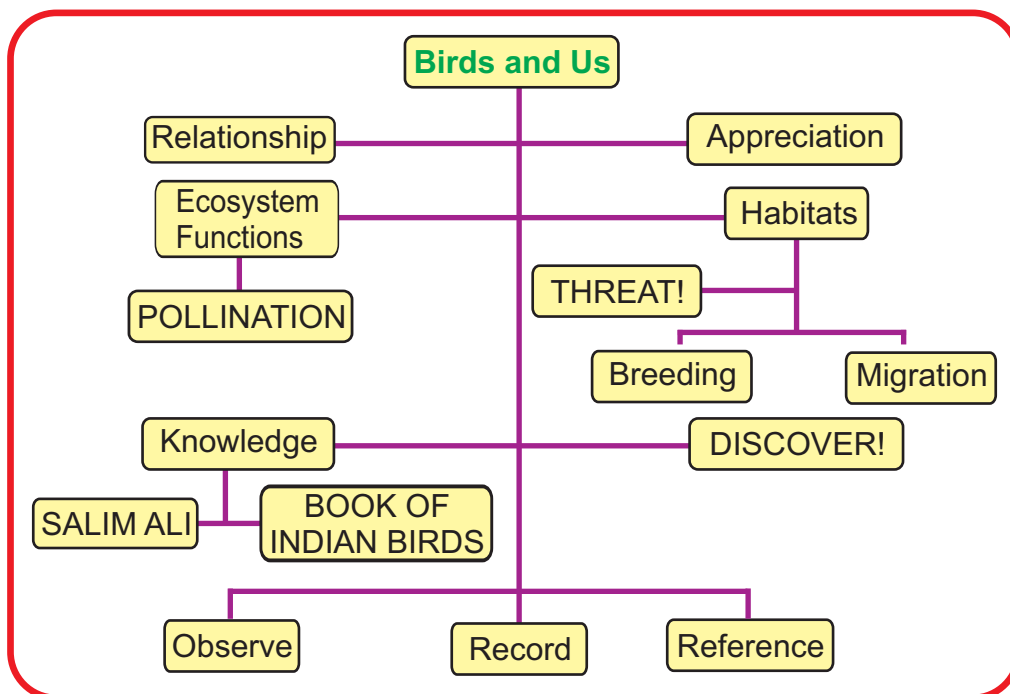 Birds and Us
Relationship
Appreciation
Ecosystem
Functions
Habitats
POLLINATION
THREAT!
Breeding
Migration
Knowledge
DISCOVER!
SALIM ALI
BOOK OF
INDIAN BIRDS
Observe
Record
Reference